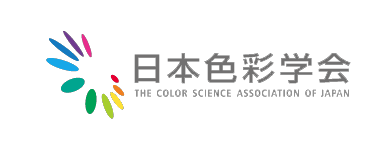 日本色彩学会
THE COLOR SCIENCE ASSOCIATION OF JAPAN